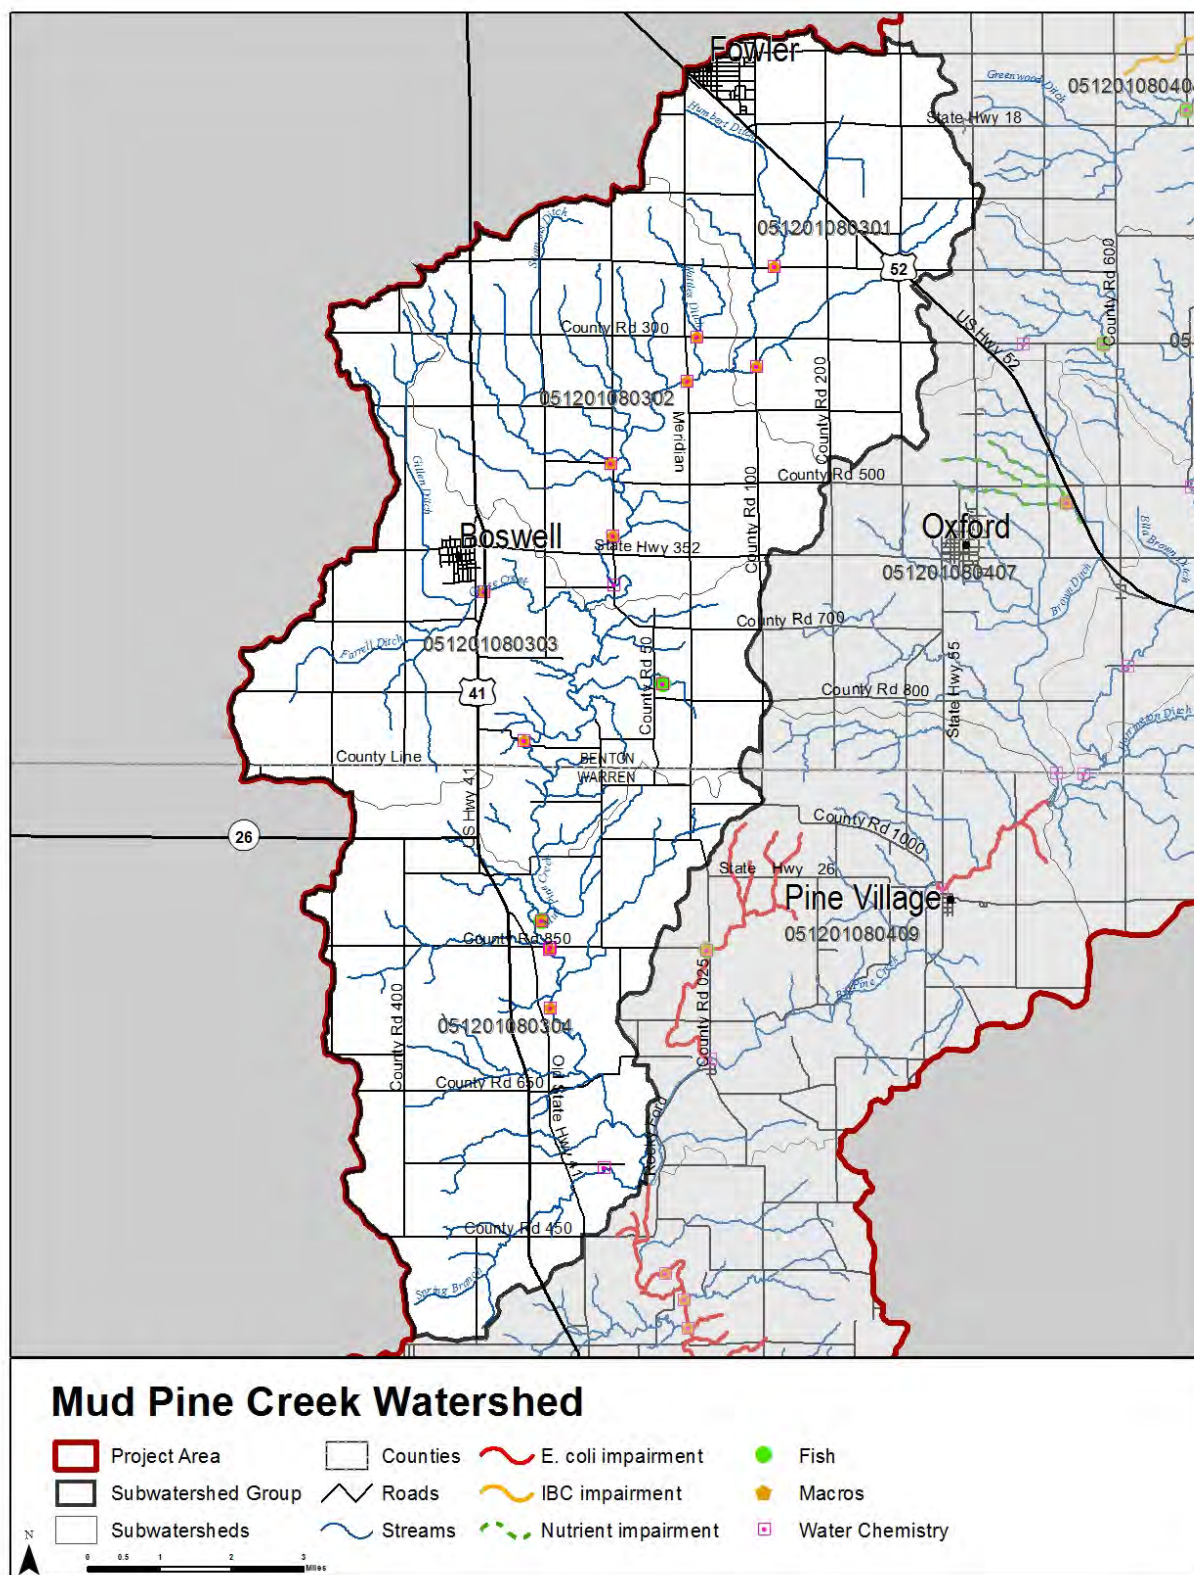 Fowler
Greenwood Ditch
05120108040
State Hwy 18
Humbert Ditch
051201080301
County Rd 600
52
US Hwy 52
05
County Rd 300
County Rd 200
051201080302
Meridian
Gillen Ditch
County Rd 100
County Rd 500
Boswell
State Hwy 352
Oxford
051201080407
Brown Ditch
County Rd 700
Farrell Ditch
051201080303
County Rd 50
State Hwy 55
41
County Rd 800
County Line
BENTON
WARREN
US Hwy 41
26
County Rd 1000
State Hwy 26
Pine Village
051201080409
County Rd 850
County Rd 025
Big Pine Creek
County Rd 400
051201080304
County Rd 650
Old State Hwy 41
Rocky Ford
County Rd 450
Spring Branch
Mud Pine Creek Watershed
Project Area
Counties
E. coli impairment
Fish
Subwatershed Group
Roads
IBC impairment
Macros
Subwatersheds
Streams
Nutrient impairment
Water Chemistry
N
0 0.5 1 2 3
Miles